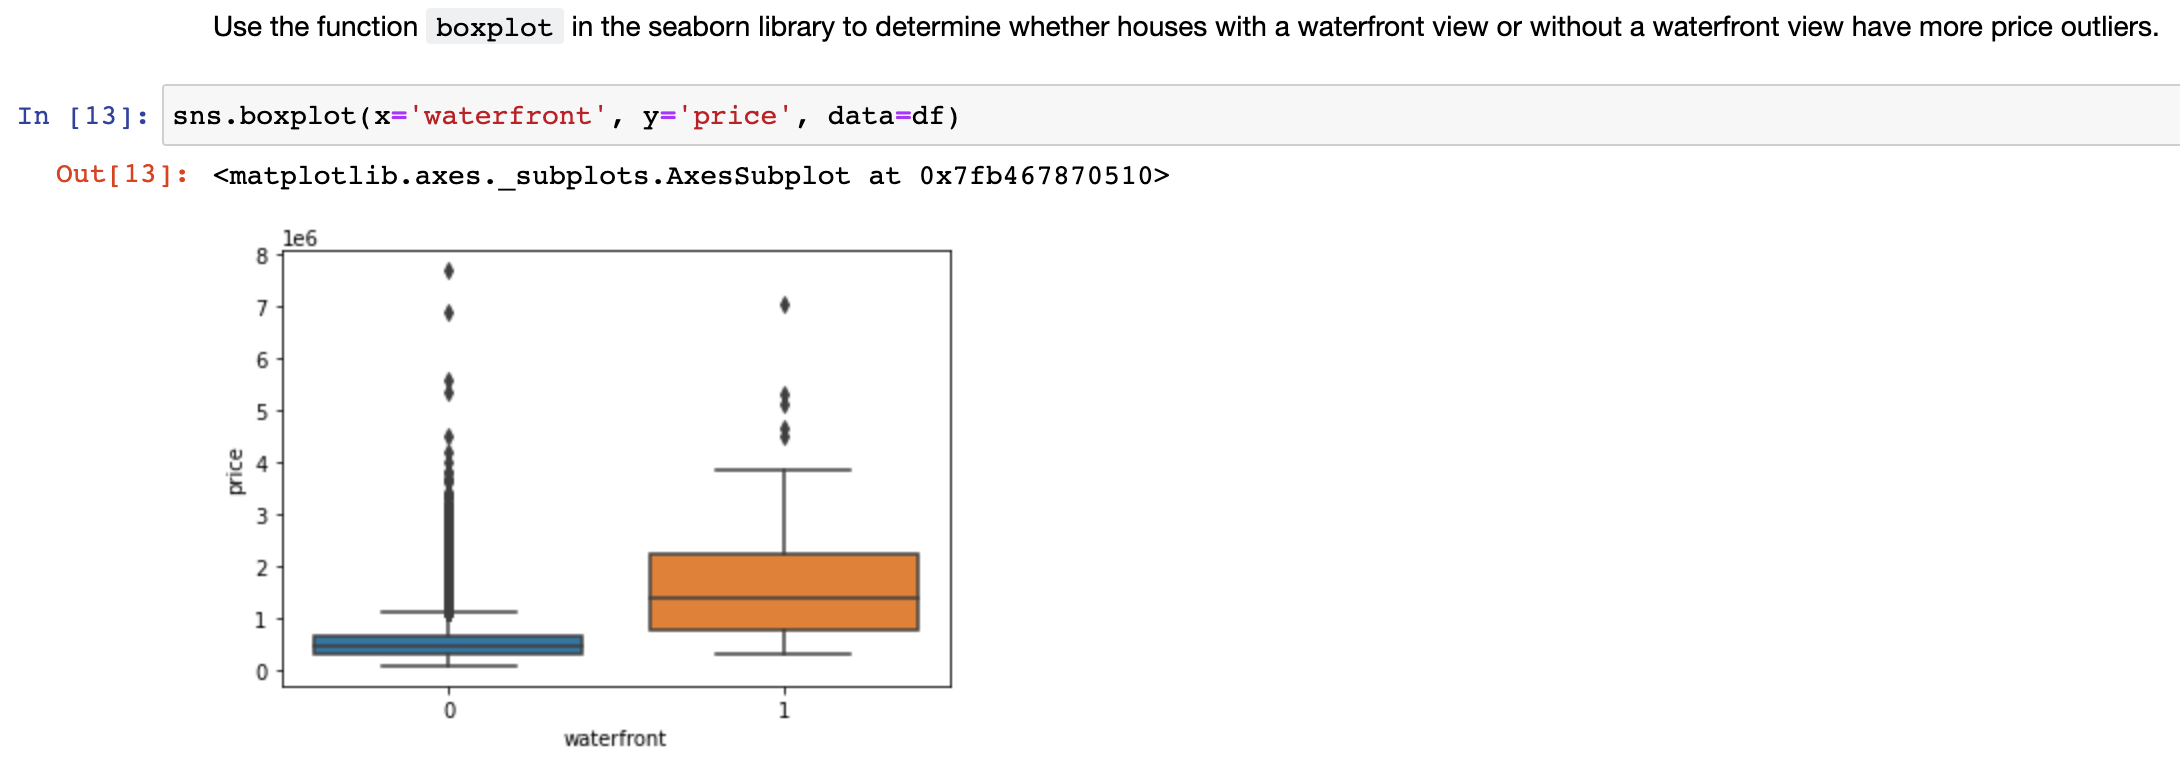 Use the function boxplot in the seaborn library to determine whether houses with a waterfront view or without a waterfront view have more price outliers.
In [13]: sns.boxplot(x='waterfront', y='price', data=df)
Out[13]: <matplotlib.axes._subplots.AxesSubplot at 0x7fb467870510>
1e6
8
7
6
5
4
3
2
1
0
price
0 1
waterfront